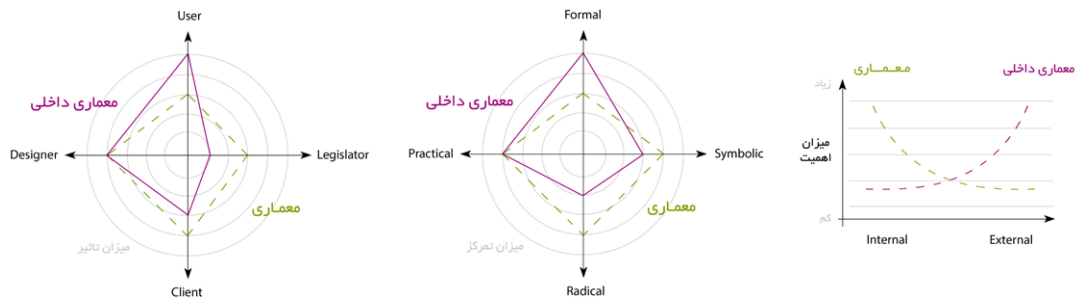 User
معماری داخلی
Designer
Legislator
معماری
میزان تاثیر
Client
Formal
معماری داخلی
Practical
Symbolic
معماری
میزان تمرکز
Radical
معمــاری
معماری داخلی
زیاد
میزان
اهمیت
کم
Internal
External